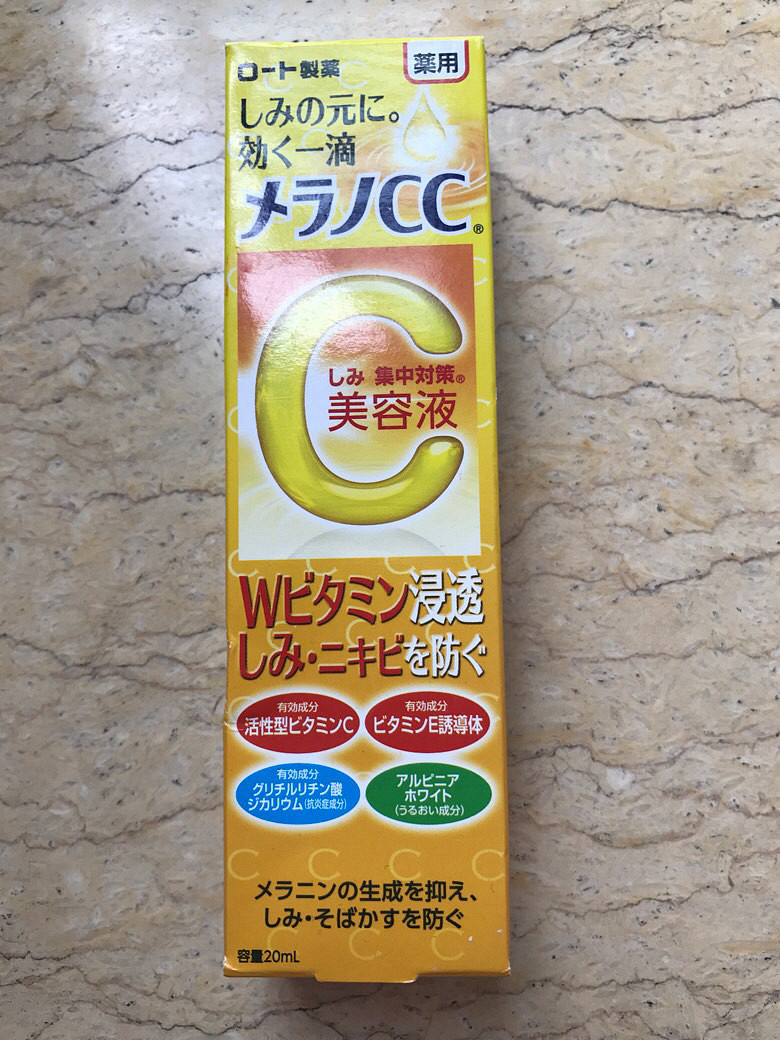 ロート製薬
薬用
しみの元に。
効く一滴
メラノCC®
しみ 集中対策®
美容液
Wビタミン浸透
しみ・ニキビを防ぐ
有効成分
活性型ビタミンC
有効成分
ビタミンE誘導体
有効成分
グリチルリチン酸
ジカリウム(抗炎症成分)
アルピニア
ホワイト
(うるおい成分)
メラニンの生成を抑え、
しみ・そばかすを防ぐ
容量20mL